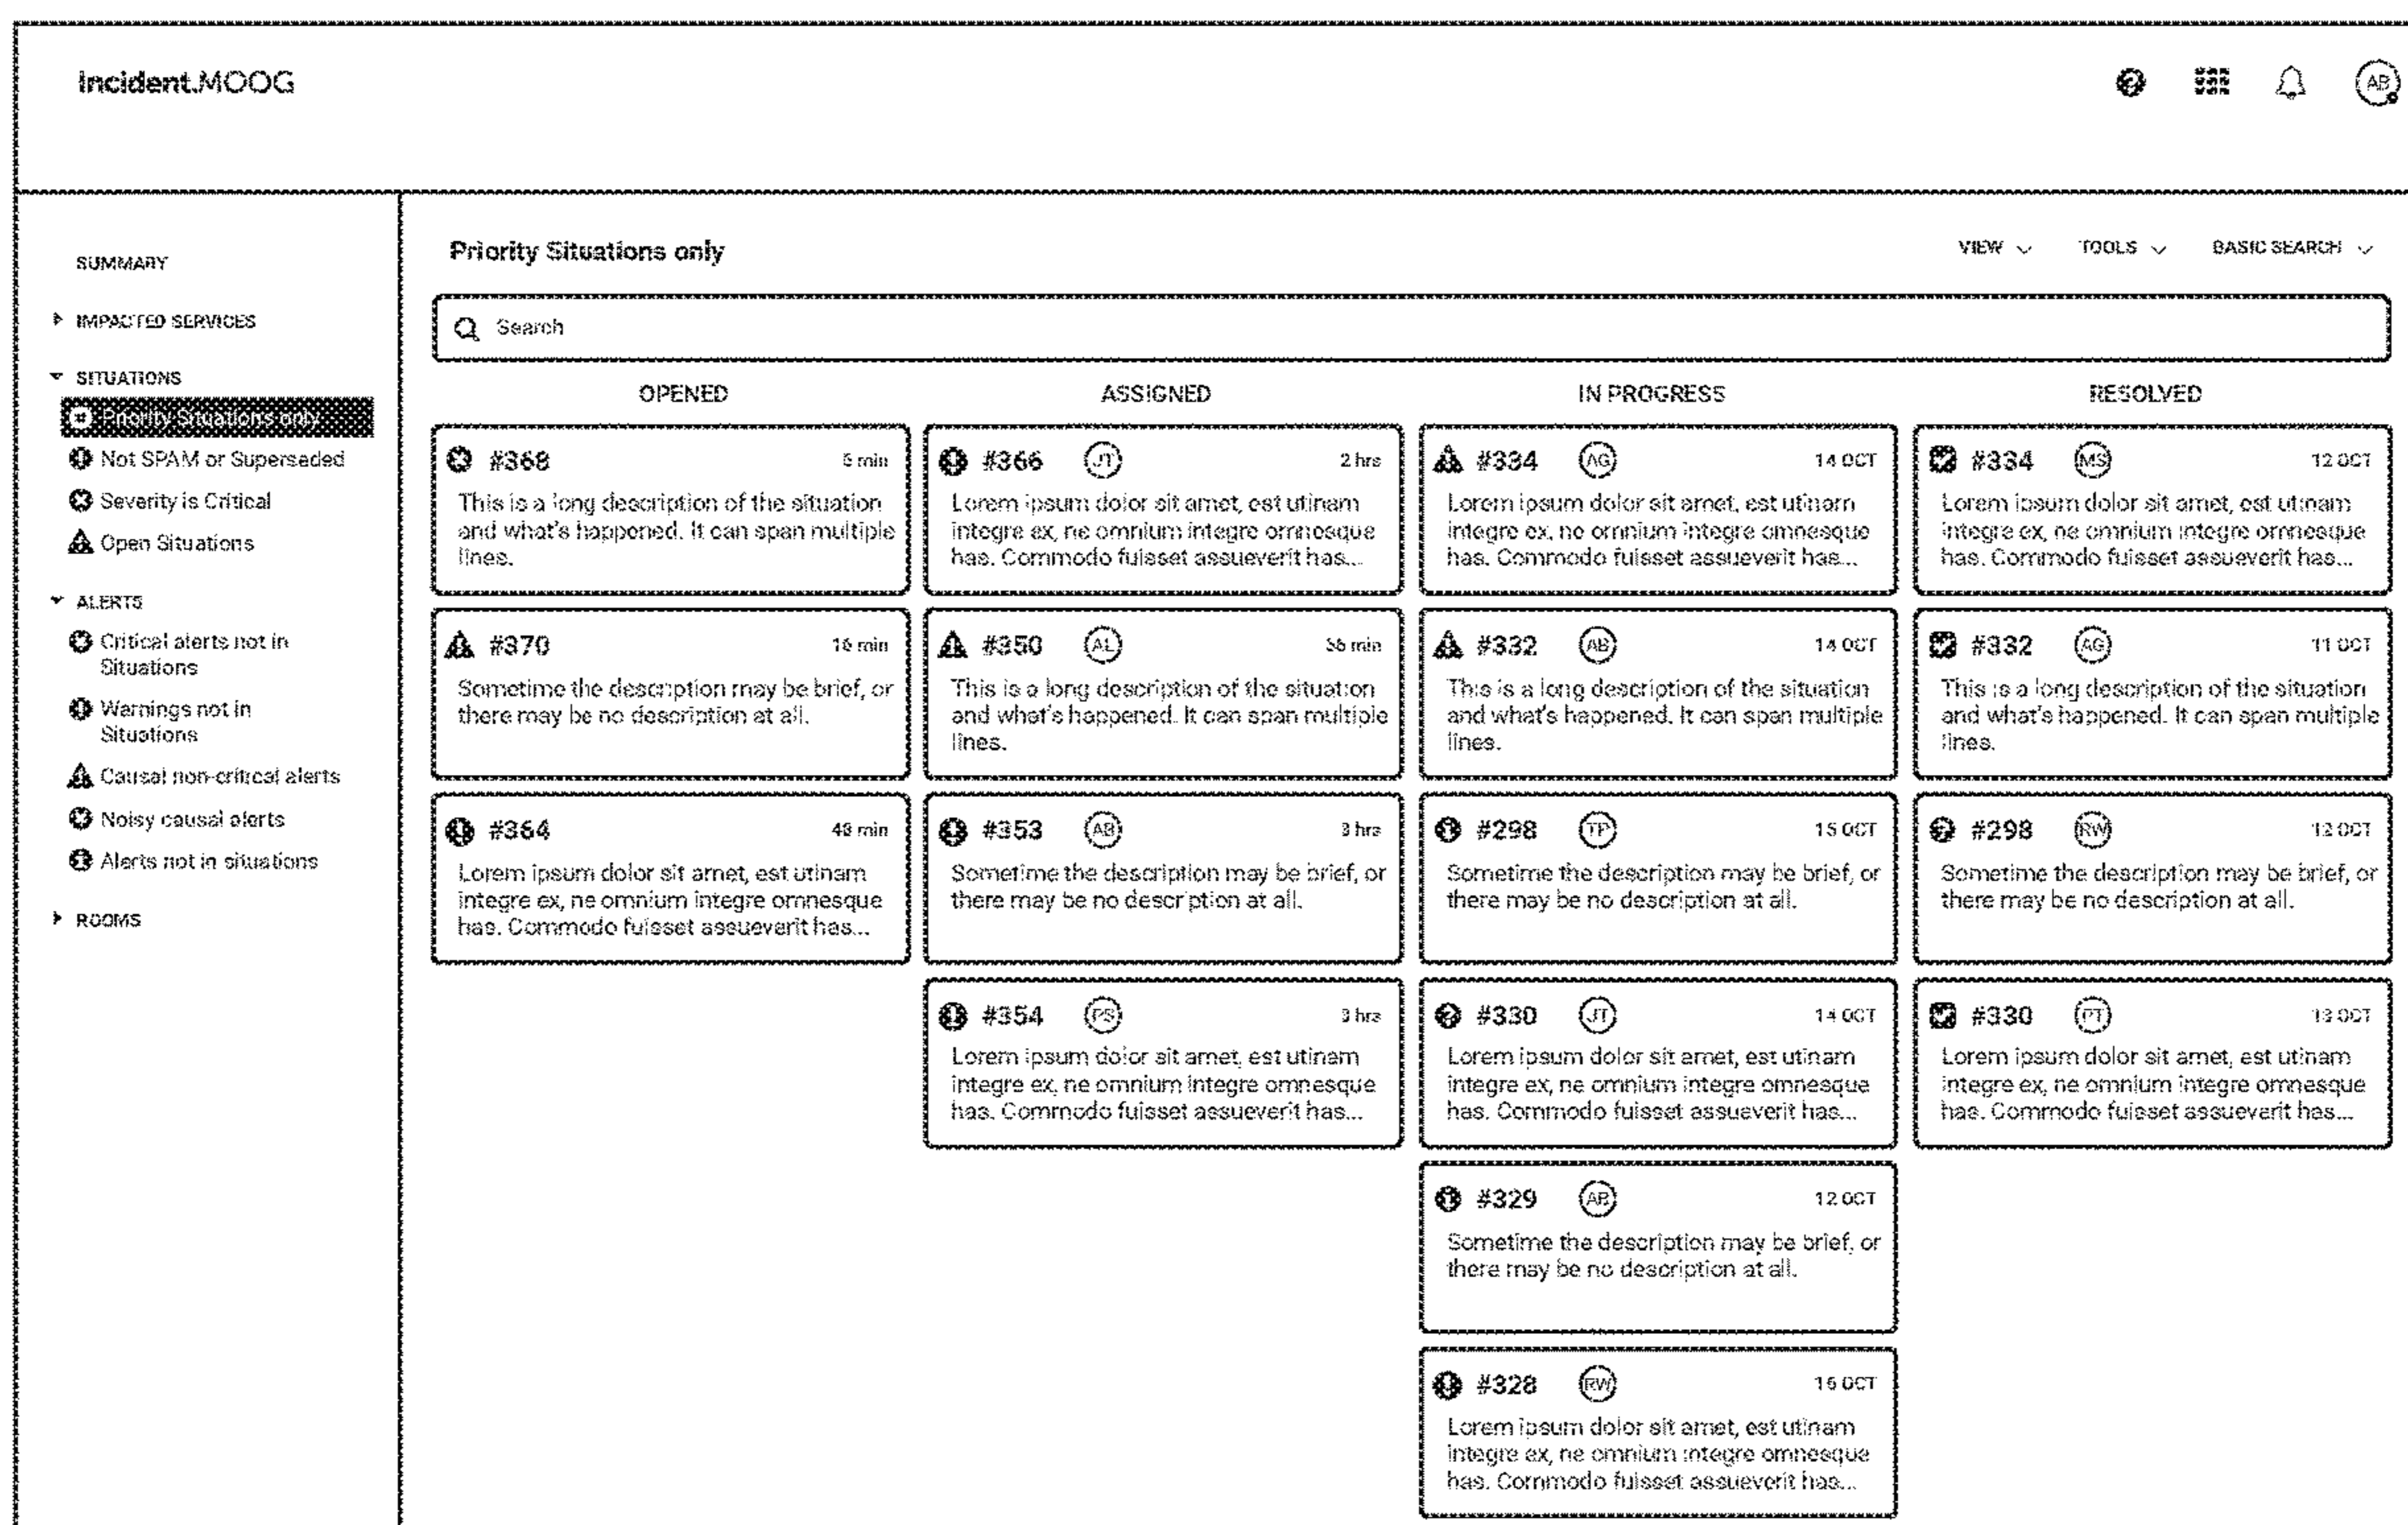 Incident.MOOG
AB
SUMMARY
IMPACTED SERVICES
SITUATIONS
Priority Situations only
Not SPAM or Superseded
Severity is Critical
Open Situations
ALERTS
Critical alerts not in
Situations
Warnings not in
Situations
Causal non-critical alerts
Noisy causal alerts
Alerts not in situations
ROOMS
Priority Situations only
VIEW
TOOLS
BASIC SEARCH
Search
OPENED
#368
5 min
This is a long description of the situation
and what's happened. It can span multiple
lines.
#370
16 min
Sometime the description may be brief, or
there may be no description at all.
#364
48 min
Lorem ipsum dolor sit amet, est utinam
integre ex, ne omnium integre omnesque
has. Commodo fuisset assueverit has...
ASSIGNED
#366
JT
2 hrs
Lorem ipsum dolor sit amet, est utinam
integre ex, ne omnium integre omnesque
has. Commodo fuisset assueverit has...
#350
AL
min
This is a long description of the situation
and what's happened. It can span multiple
lines.
#353
AB
3 hrs
Sometime the description may be brief, or
there may be no description at all.
#354
PS
3 hrs
Lorem ipsum dolor sit amet, est utinam
integre ex, ne omnium integre omnesque
has. Commodo fuisset assueverit has...
IN PROGRESS
#334
AG
14 OCT
Lorem ipsum dolor sit amet, est utinam
integre ex, ne omnium integre omnesque
has. Commodo fuisset assueverit has...
#332
AB
14 OCT
This is a long description of the situation
and what's happened. It can span multiple
lines.
#298
TP
15 OCT
Sometime the description may be brief, or
there may be no description at all.
#330
JT
14 OCT
Lorem ipsum dolor sit amet, est utinam
integre ex, ne omnium integre omnesque
has. Commodo fuisset assueverit has...
#329
AB
12 OCT
Sometime the description may be brief, or
there may be no description at all.
#328
RW
OCT
Lorem ipsum dolor sit amet, est utinam
integre ex, ne omnium integre omnesque
has. Commodo fuisset assueverit has...
RESOLVED
#334
MS
12 OCT
Lorem ipsum dolor sit amet, est utinam
integre ex, ne omnium integre omnesque
has. Commodo fuisset assueverit has...
#332
AG
11 OCT
This is a long description of the situation
and what's happened. It can span multiple
lines.
#298
RW
12 OCT
Sometime the description may be brief, or
there may be no description at all.
#330
PT
13 OCT
Lorem ipsum dolor sit amet, est utinam
integre ex, ne omnium integre omnesque
has. Commodo fuisset assueverit has...